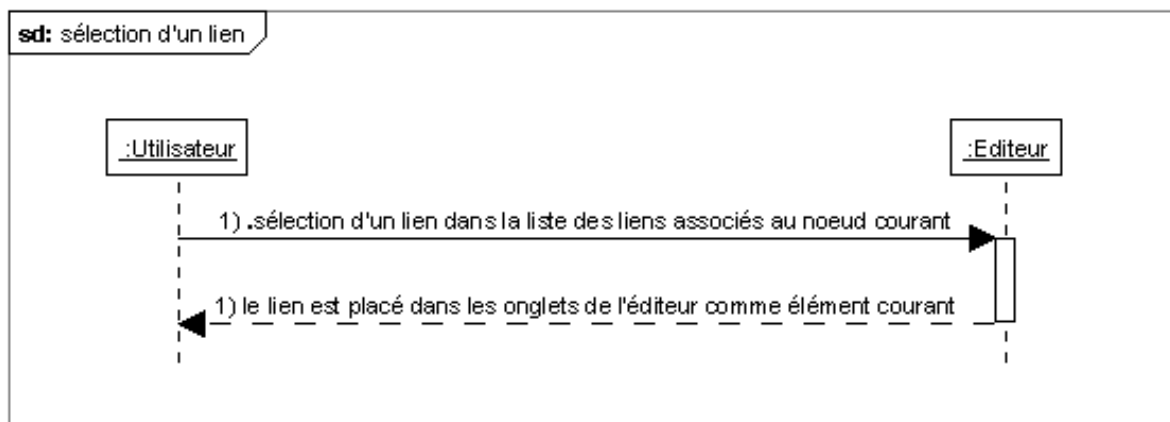 sd: sélection d'un lien
:Utilisateur
:Editeur
1) .sélection d'un lien dans la liste des liens associés au noeud courant
1) le lien est placé dans les onglets de l'éditeur comme élément courant